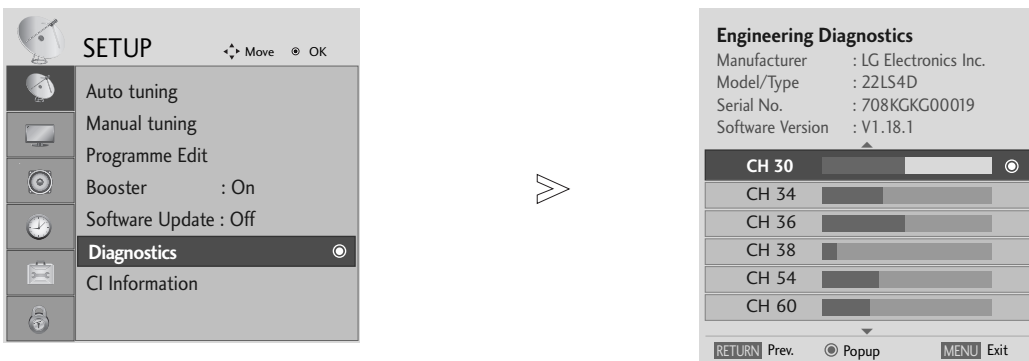 SETUP
Move OK
Auto tuning
Manual tuning
Programme Edit
Booster : On
Software Update : Off
Diagnostics
CI Information
Engineering Diagnostics
Manufacturer : LG Electronics Inc.
Model/Type : 22LS4D
Serial No. : 708KGKG00019
Software Version : V1.18.1
CH 30
CH 34
CH 36
CH 38
CH 54
CH 60
RETURN Prev. Popup MENU Exit